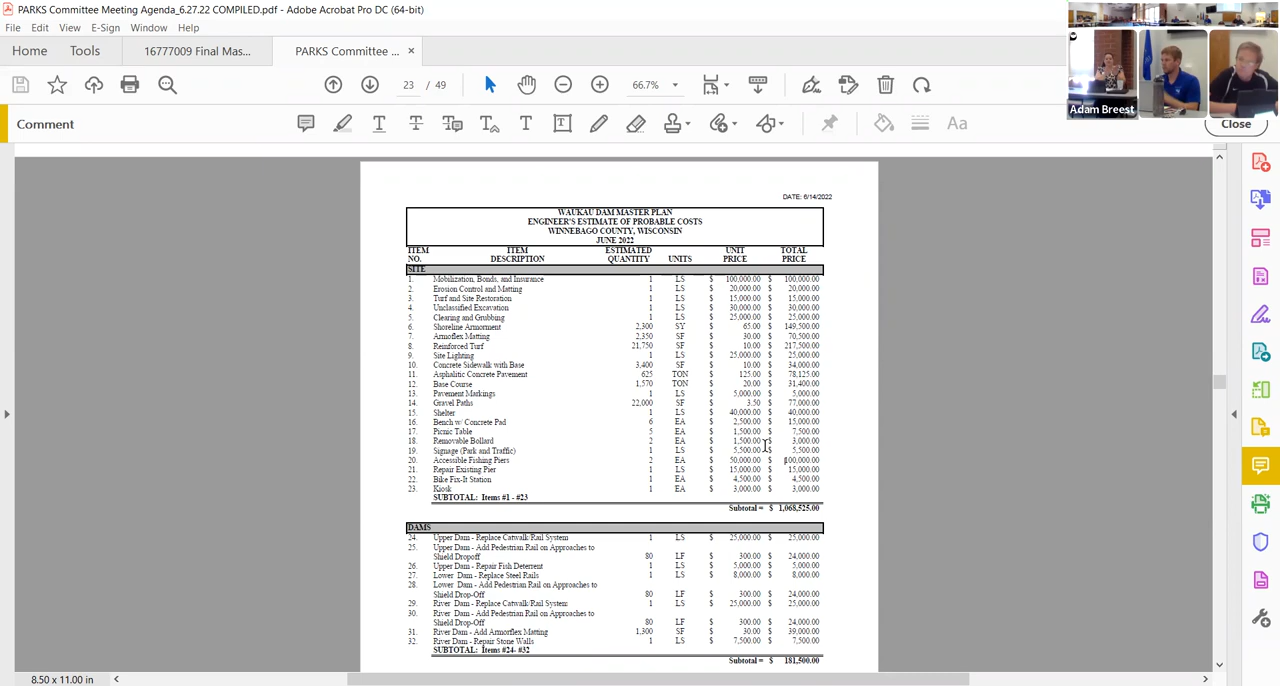 PARKS Committee Meeting Agenda_6.27.22 COMPILED.pdf - Adobe Acrobat Pro DC (64-bit)
File Edit View E-Sign Window Help
Home Tools 16777009 Final Mas... PARKS Committee ... ×
23 / 49 66.7%
Adam Breest
Comment Close
DATE: 6/14/2022
WAUKAU DAM MASTER PLAN
ENGINEER'S ESTIMATE OF PROBABLE COSTS
WINNEBAGO COUNTY, WISCONSIN
JUNE 2022
ITEM ITEM ESTIMATED UNIT TOTAL
NO. DESCRIPTION QUANTITY UNITS PRICE PRICE
SITE
1. Mobilization, Bonds, and Insurance 1 LS $ 100,000.00 $ 100,000.00
2. Erosion Control and Matting 1 LS $ 20,000.00 $ 20,000.00
3. Turf and Site Restoration 1 LS $ 15,000.00 $ 15,000.00
4. Unclassified Excavation 1 LS $ 30,000.00 $ 30,000.00
5. Clearing and Grubbing 1 LS $ 25,000.00 $ 25,000.00
6. Shoreline Armorment 2,300 SY $ 65.00 $ 149,500.00
7. Armoflex Matting 2,350 SF $ 30.00 $ 70,500.00
8. Reinforced Turf 21,750 SF $ 10.00 $ 217,500.00
9. Site Lighting 1 LS $ 25,000.00 $ 25,000.00
10. Concrete Sidewalk with Base 3,400 SF $ 10.00 $ 34,000.00
11. Asphaltic Concrete Pavement 625 TON $ 125.00 $ 78,125.00
12. Base Course 1,570 TON $ 20.00 $ 31,400.00
13. Pavement Markings 1 LS $ 5,000.00 $ 5,000.00
14. Gravel Paths 22,000 SF $ 3.50 $ 77,000.00
15. Shelter 1 LS $ 40,000.00 $ 40,000.00
16. Bench w/ Concrete Pad 6 EA $ 2,500.00 $ 15,000.00
17. Picnic Table 5 EA $ 1,500.00 $ 7,500.00
18. Removable Bollard 2 EA $ 1,500.00 $ 3,000.00
19. Signage (Park and Traffic) 1 LS $ 5,500.00 $ 5,500.00
20. Accessible Fishing Piers 2 EA $ 50,000.00 $ 100,000.00
21. Repair Existing Pier 1 LS $ 15,000.00 $ 15,000.00
22. Bike Fix-It Station 1 EA $ 4,500.00 $ 4,500.00
23. Kiosk 1 EA $ 3,000.00 $ 3,000.00
SUBTOTAL: Items #1 - #23
Subtotal = $ 1,068,525.00
DAMS
24. Upper Dam - Replace Catwalk/Rail System 1 LS $ 25,000.00 $ 25,000.00
25. Upper Dam - Add Pedestrian Rail on Approaches to
Shield Dropoff 80 LF $ 300.00 $ 24,000.00
26. Upper Dam - Repair Fish Deterrent 1 LS $ 5,000.00 $ 5,000.00
27. Lower Dam - Replace Steel Rails 1 LS $ 8,000.00 $ 8,000.00
28. Lower Dam - Add Pedestrian Rail on Approaches to
Shield Drop-Off 80 LF $ 300.00 $ 24,000.00
29. River Dam - Replace Catwalk/Rail System 1 LS $ 25,000.00 $ 25,000.00
30. River Dam - Add Pedestrian Rail on Approaches to
Shield Drop-Off 80 LF $ 300.00 $ 24,000.00
31. River Dam - Add Armorflex Matting 1,300 SF $ 30.00 $ 39,000.00
32. River Dam - Repair Stone Walls 1 LS $ 7,500.00 $ 7,500.00
SUBTOTAL: Items #24- #32
Subtotal = $ 181,500.00
8.50 x 11.00 in